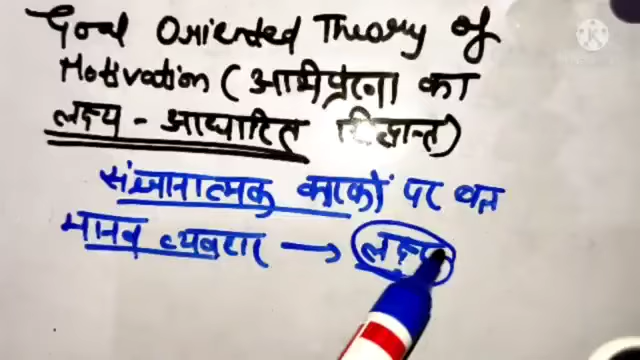 Goal Oriented Theory of
Motivation (अभिप्रेरणा का
लक्ष्य - आधारित सिद्धान्त)
संज्ञानात्मक कारकों पर बल
मानव व्यवहार → लक्ष्य